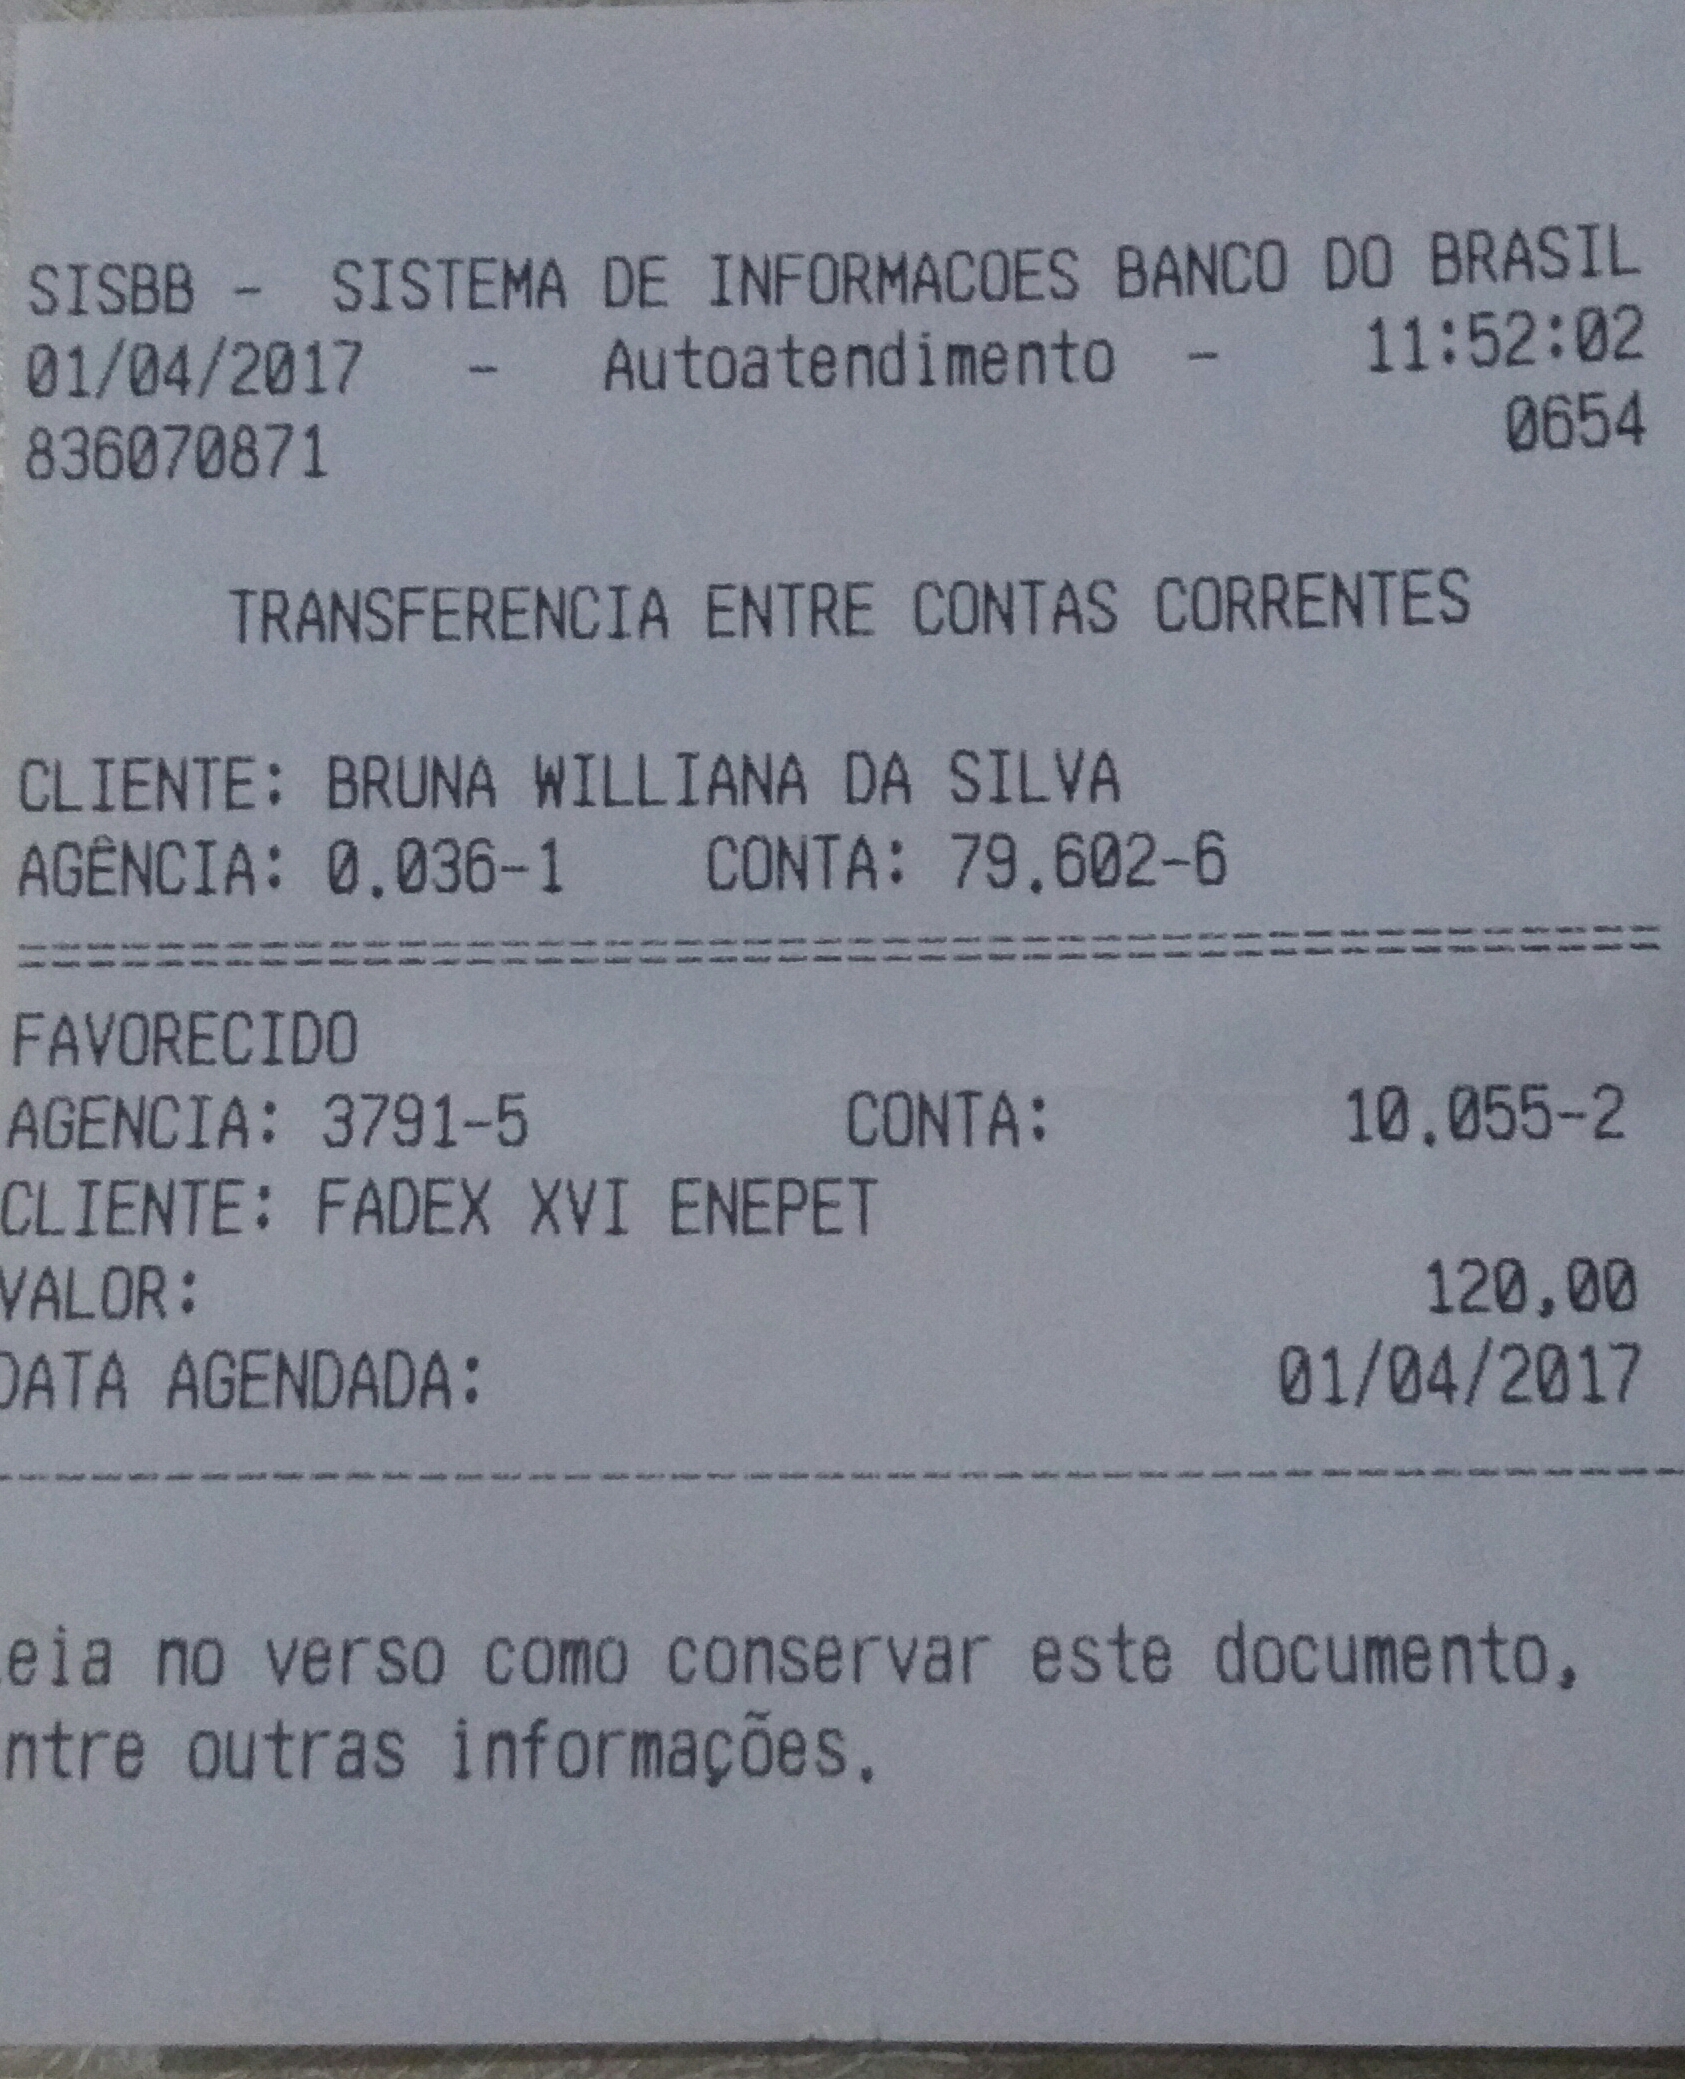 SISBB - SISTEMA DE INFORMACOES BANCO DO BRASIL
01/04/2017 - Autoatendimento - 11:52:02
836070871 0654
TRANSFERENCIA ENTRE CONTAS CORRENTES
CLIENTE: BRUNA WILLIANA DA SILVA
AGÊNCIA: 0.036-1 CONTA: 79.602-6
================================================
FAVORECIDO
AGENCIA: 3791-5 CONTA: 10.055-2
CLIENTE: FADEX XVI ENEPET
VALOR: 120,00
DATA AGENDADA: 01/04/2017
------------------------------------------------
eia no verso como conservar este documento,
ntre outras informações.